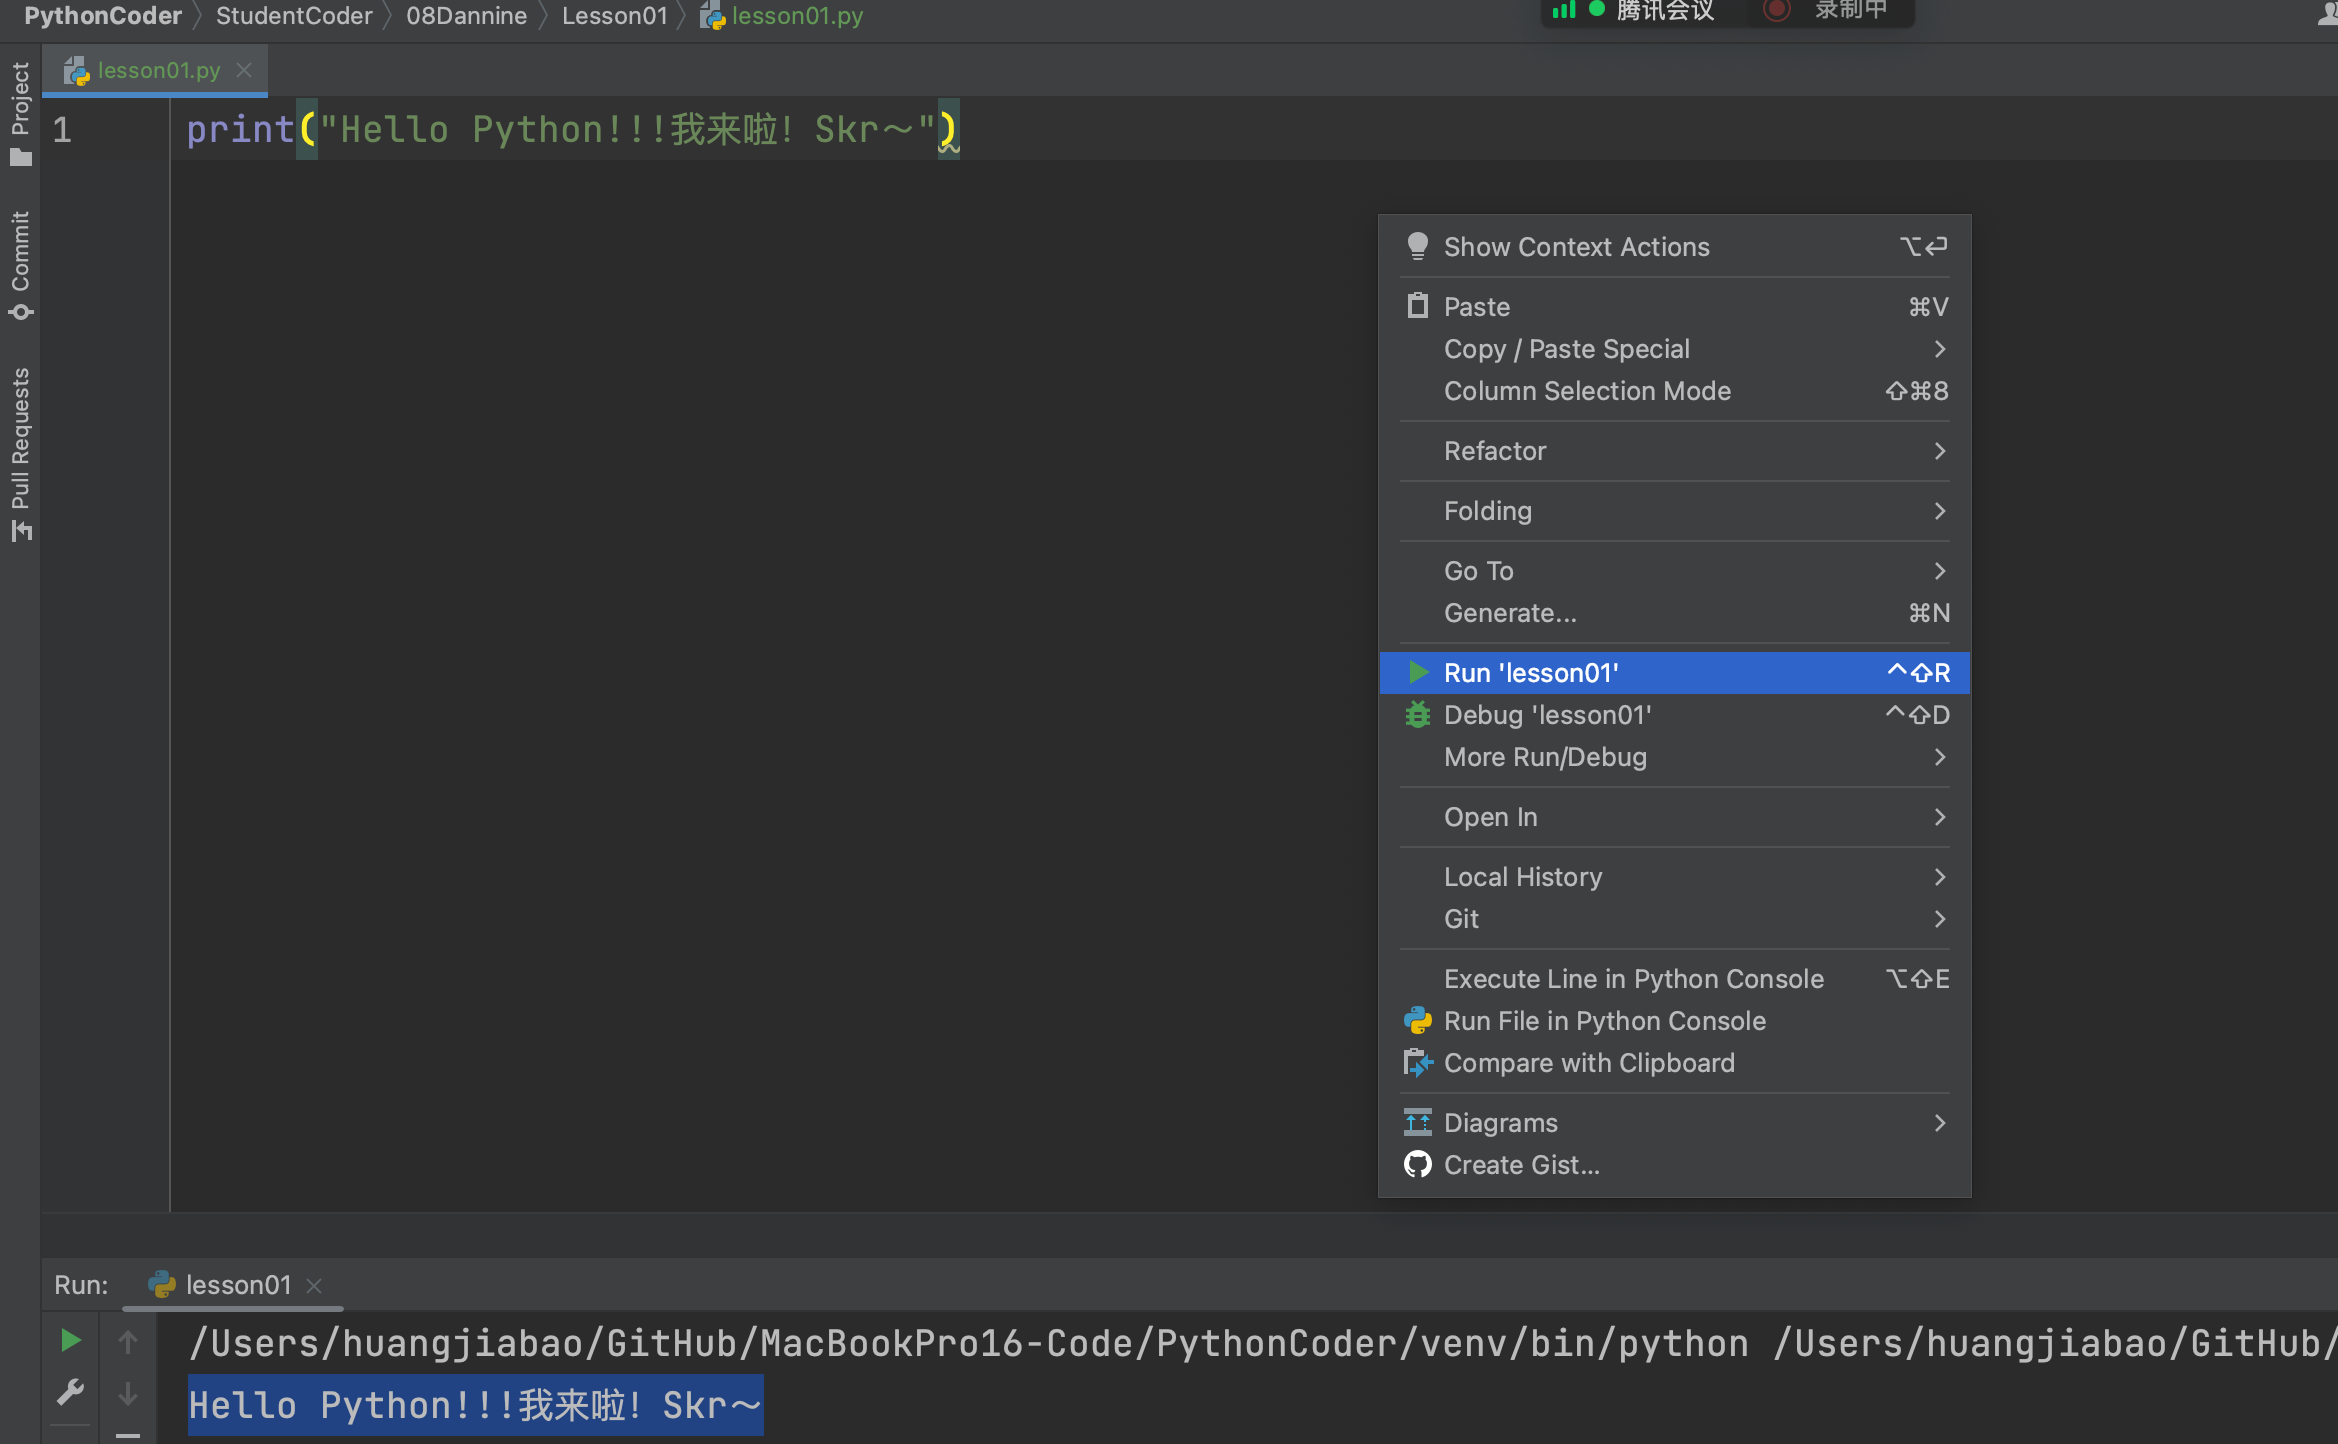 PythonCoder StudentCoder 08Dannine Lesson01 lesson01.py
腾讯会议 录制中
lesson01.py
Project
Commit
Pull Requests
1 print("Hello Python!!!我来啦！Skr～")
Show Context Actions ⌥⏎
Paste ⌘V
Copy / Paste Special
Column Selection Mode ⇧⌘8
Refactor
Folding
Go To
Generate... ⌘N
Run 'lesson01' ^⇧R
Debug 'lesson01' ^⇧D
More Run/Debug
Open In
Local History
Git
Execute Line in Python Console ⌥⇧E
Run File in Python Console
Compare with Clipboard
Diagrams
Create Gist...
Run: lesson01
/Users/huangjiabao/GitHub/MacBookPro16-Code/PythonCoder/venv/bin/python /Users/huangjiabao/GitHub/
Hello Python!!!我来啦！Skr～